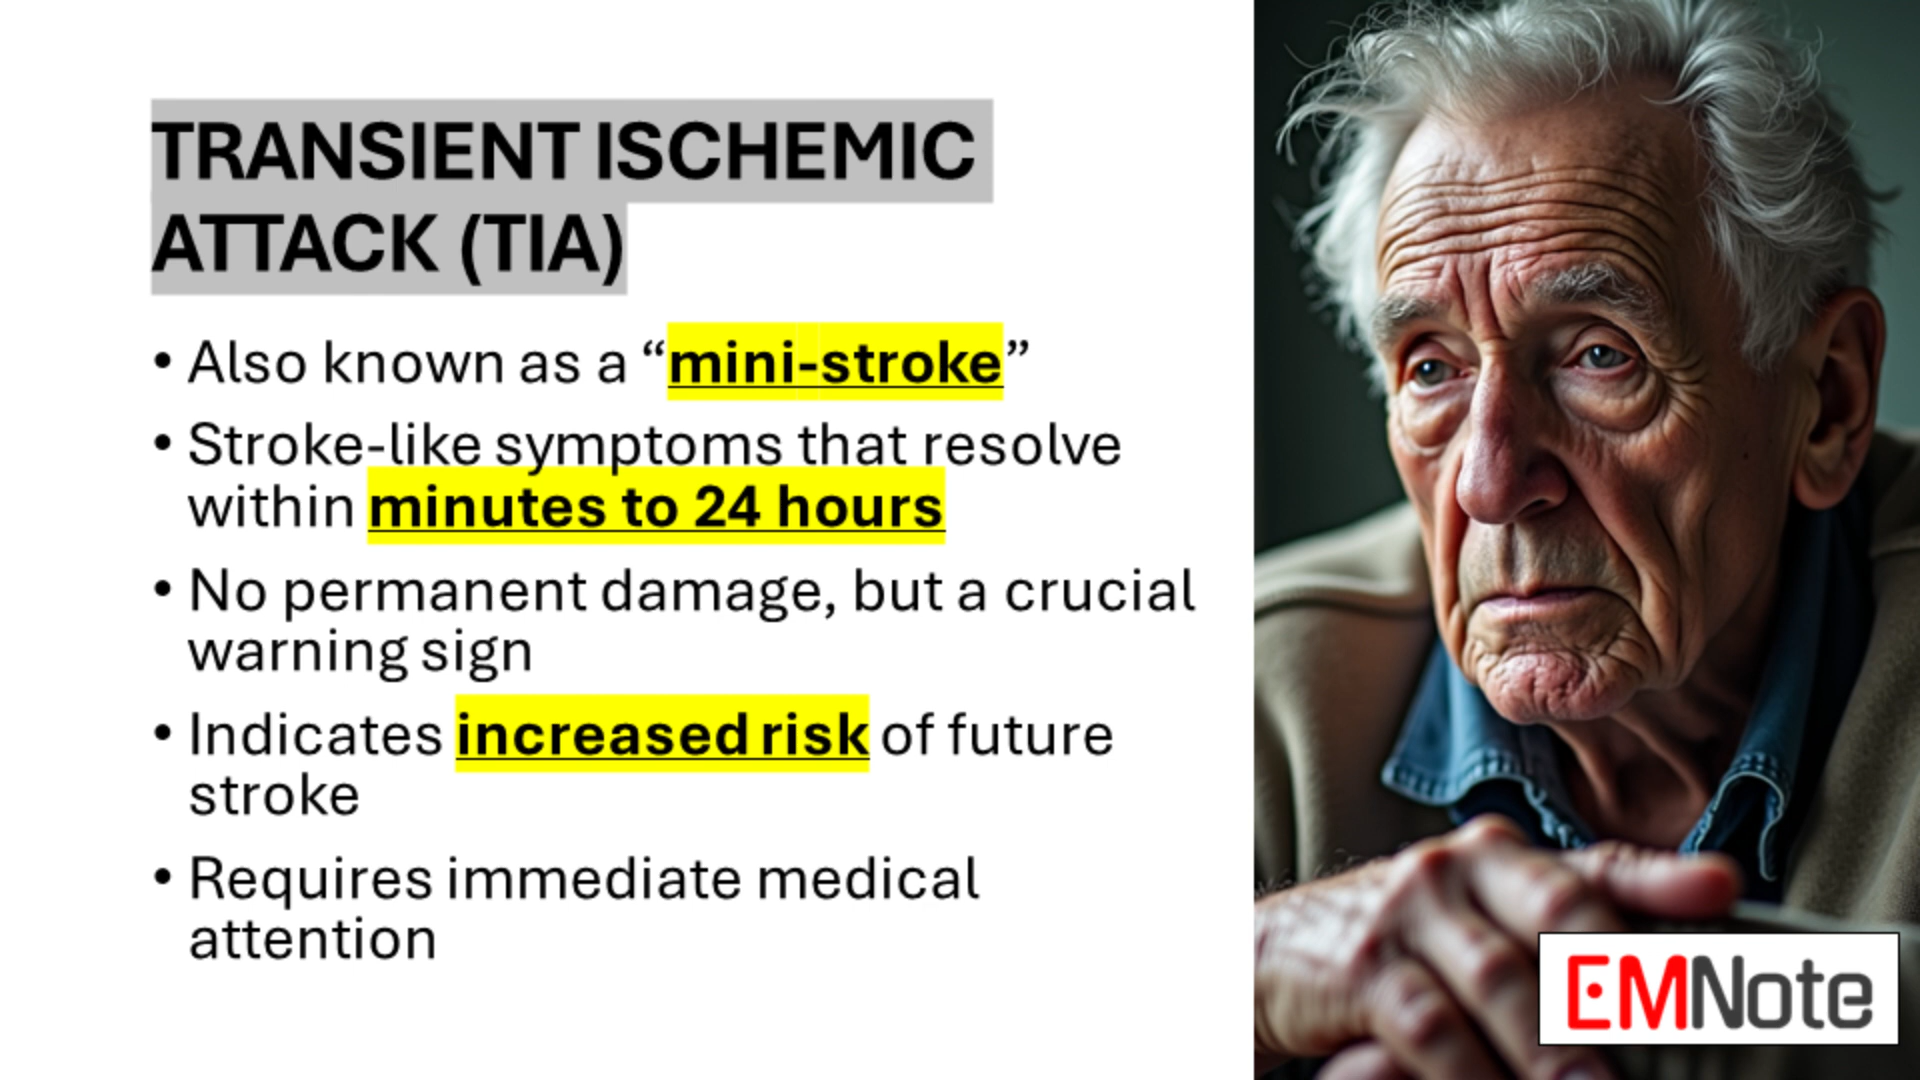 TRANSIENT ISCHEMIC
ATTACK (TIA)
• Also known as a “mini-stroke”
• Stroke-like symptoms that resolve
within minutes to 24 hours
• No permanent damage, but a crucial
warning sign
• Indicates increased risk of future
stroke
• Requires immediate medical
attention
EMNote